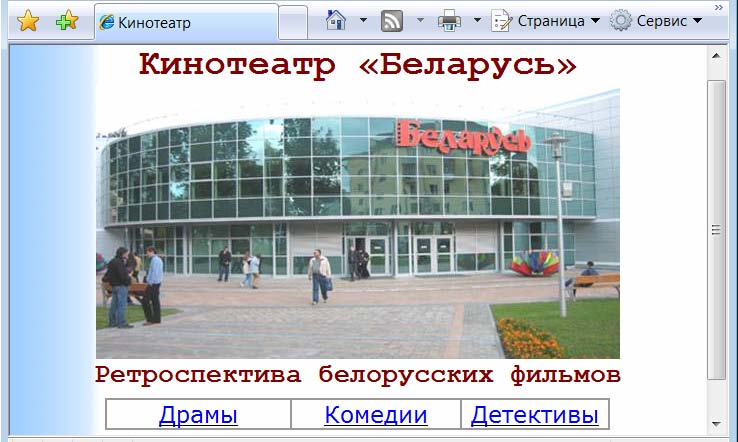 Кинотеатр Страница Сервис »
Кинотеатр «Беларусь»
Беларусь
Ретроспектива белорусских фильмов
Драмы Комедии Детективы